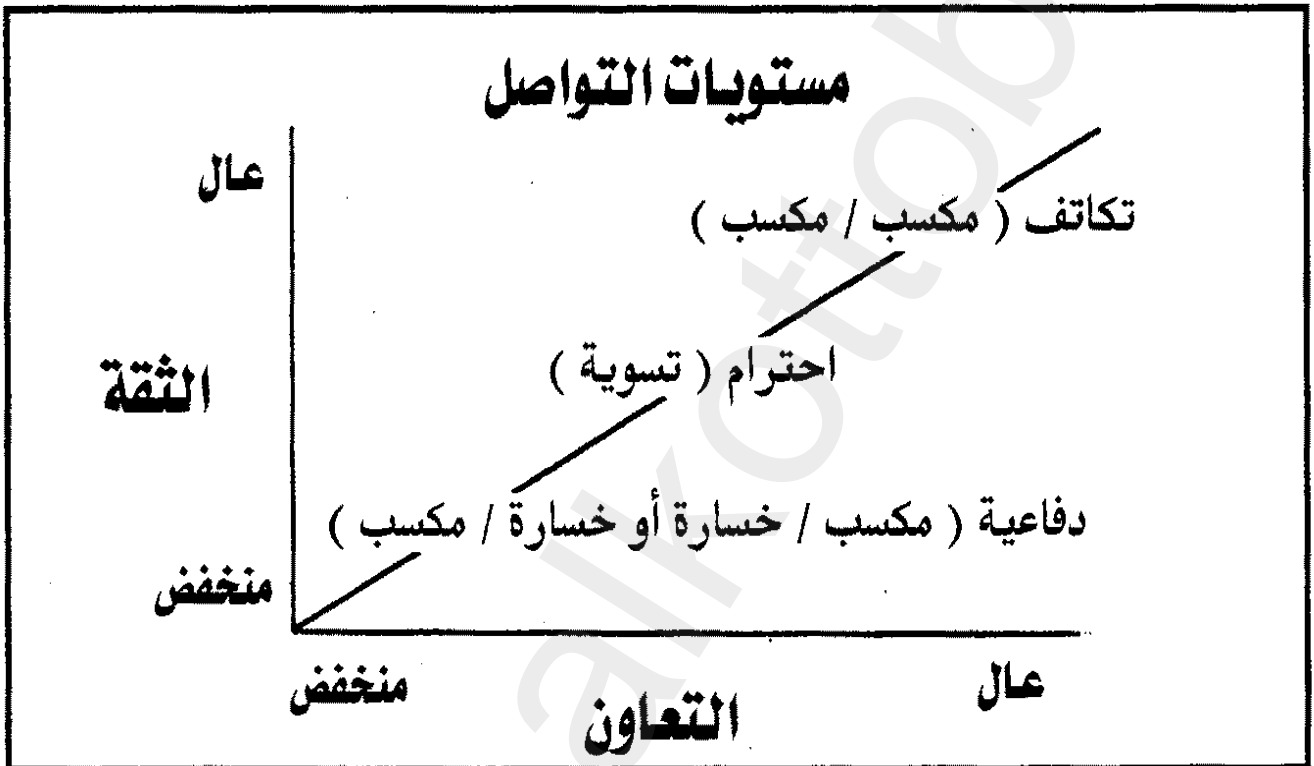 مستويات التواصل
عال
تكاتف ( مكسب / مكسب )
احترام ( تسوية )
الثقة
دفاعية ( مكسب / خسارة أو خسارة / مكسب )
منخفض
منخفض
عال
التعاون
alkottob